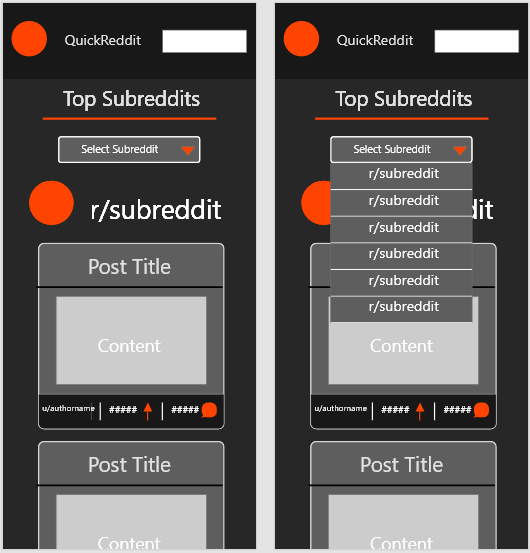 QuickReddit
Top Subreddits
Select Subreddit
r/subreddit
Post Title
Content
u/authorname
#####
#####
Post Title
Content
QuickReddit
Top Subreddits
Select Subreddit
r/subreddit
r/subreddit
r/subreddit
r/subreddit
r/subreddit
r/subreddit
dit
Content
u/authorname
#####
#####
Post Title
Content